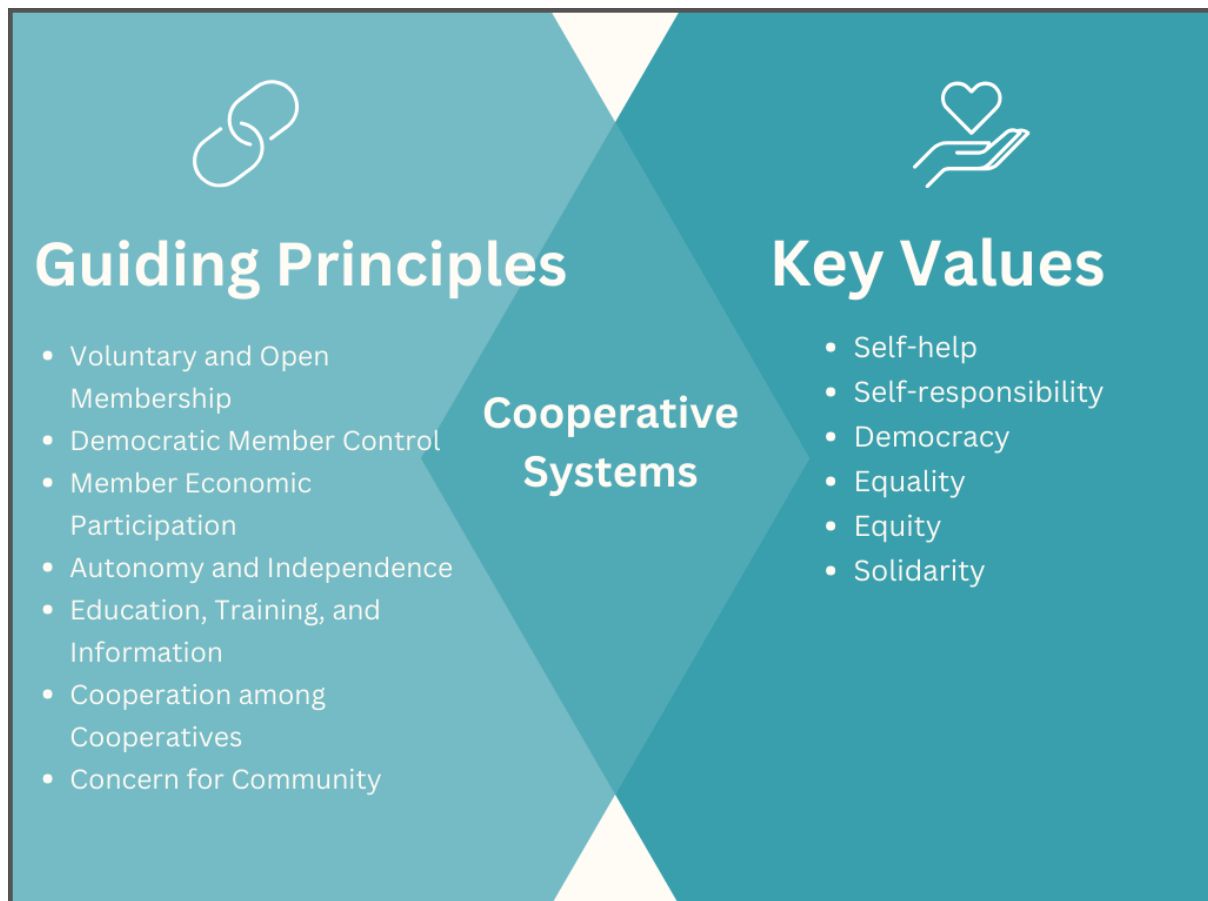 Guiding Principles
Voluntary and Open
Membership
Democratic Member Control
Member Economic
Participation
Autonomy and Independence
Education, Training, and
Information
Cooperation among
Cooperatives
Concern for Community
Cooperative
Systems
Key Values
Self-help
Self-responsibility
Democracy
Equality
Equity
Solidarity